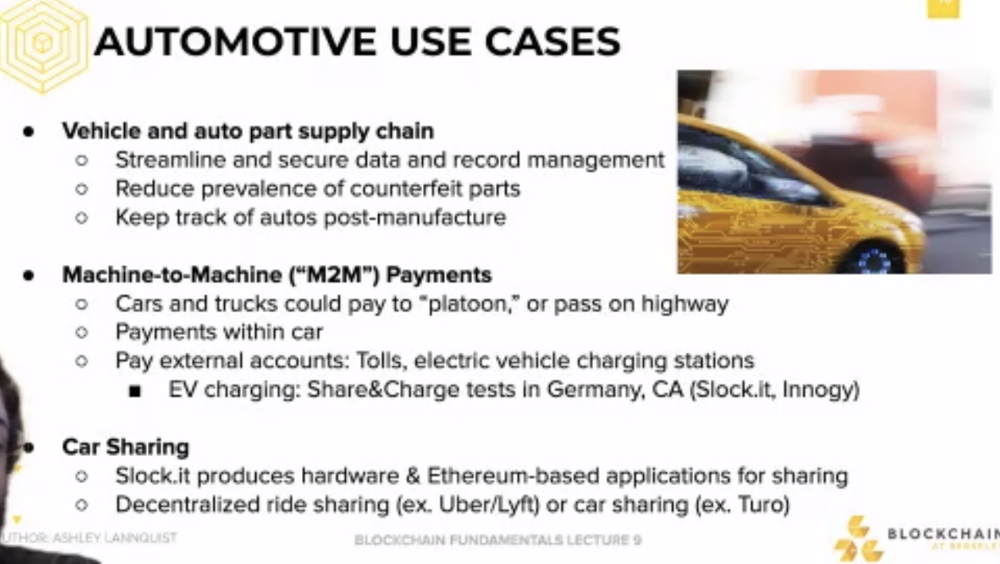 AUTOMOTIVE USE CASES
● Vehicle and auto part supply chain
○ Streamline and secure data and record management
○ Reduce prevalence of counterfeit parts
○ Keep track of autos post-manufacture
● Machine-to-Machine (“M2M”) Payments
○ Cars and trucks could pay to “platoon,” or pass on highway
○ Payments within car
○ Pay external accounts: Tolls, electric vehicle charging stations
■ EV charging: Share&Charge tests in Germany, CA (Slock.it, Innogy)
● Car Sharing
○ Slock.it produces hardware & Ethereum-based applications for sharing
○ Decentralized ride sharing (ex. Uber/Lyft) or car sharing (ex. Turo)
UTHOR: ASHLEY LANNQUIST
BLOCKCHAIN FUNDAMENTALS LECTURE 9
BLOCKCHAIN
AT BERKELE